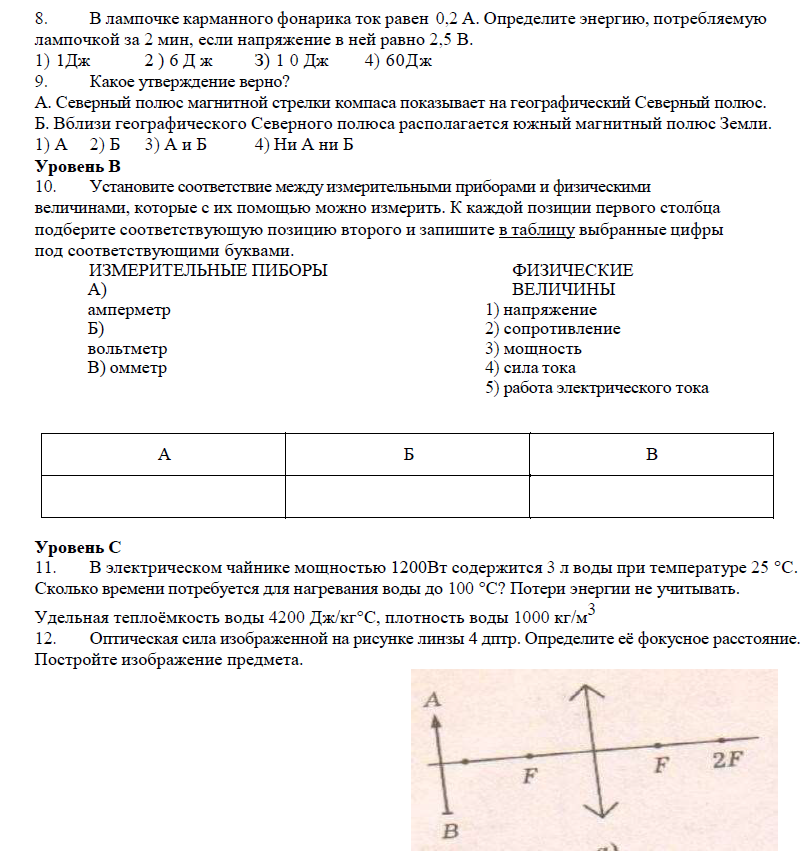 8. В лампочке карманного фонарика ток равен 0,2 А. Определите энергию, потребляемую
лампочкой за 2 мин, если напряжение в ней равно 2,5 В.
1) 1Дж 2 ) 6 Д ж З) 1 0 Дж 4) 60Дж
9. Какое утверждение верно?
А. Северный полюс магнитной стрелки компаса показывает на географический Северный полюс.
Б. Вблизи географического Северного полюса располагается южный магнитный полюс Земли.
1) А 2) Б 3) А и Б 4) Ни А ни Б
Уровень В
10. Установите соответствие между измерительными приборами и физическими
величинами, которые с их помощью можно измерить. К каждой позиции первого столбца
подберите соответствующую позицию второго и запишите в таблицу выбранные цифры
под соответствующими буквами.
ИЗМЕРИТЕЛЬНЫЕ ПИБОРЫ
А)
амперметр
Б)
вольтметр
В) омметр
ФИЗИЧЕСКИЕ
ВЕЛИЧИНЫ
1) напряжение
2) сопротивление
3) мощность
4) сила тока
5) работа электрического тока
А Б В
Уровень С
11. В электрическом чайнике мощностью 1200Вт содержится 3 л воды при температуре 25 °С.
Сколько времени потребуется для нагревания воды до 100 °С? Потери энергии не учитывать.
Удельная теплоёмкость воды 4200 Дж/кг°С, плотность воды 1000 кг/м3
12. Оптическая сила изображенной на рисунке линзы 4 дптр. Определите её фокусное расстояние.
Постройте изображение предмета.
A
F F 2F
B